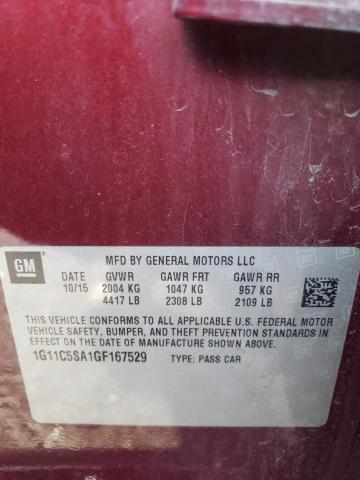 GM MFD BY GENERAL MOTORS LLC
DATE GVWR GAWR FRT GAWR RR
10/15 2004 KG 1047 KG 957 KG
4417 LB 2308 LB 2109 LB
THIS VEHICLE CONFORMS TO ALL APPLICABLE U.S. FEDERAL MOTOR
VEHICLE SAFETY, BUMPER, AND THEFT PREVENTION STANDARDS IN
EFFECT ON THE DATE OF MANUFACTURE SHOWN ABOVE.
1G11C5SA1GF167529 TYPE: PASS CAR